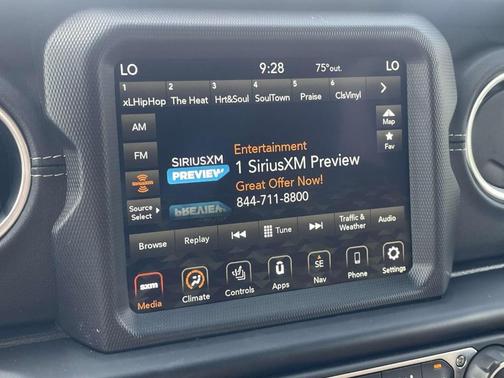 LO 9:28 75°out. LO
1 2 3 4 5 6
xLHipHop The Heat Hrt&Soul SoulTown Praise ClsVinyl
AM
Map
FM
Fav
Entertainment
SIRIUSXM
PREVIEW
1 SiriusXM Preview
Great Offer Now!
844-711-8800
Source
Select
Browse Replay Tune Traffic &
Weather Audio
sxm
SE
Media Climate Controls Apps Nav Phone Settings